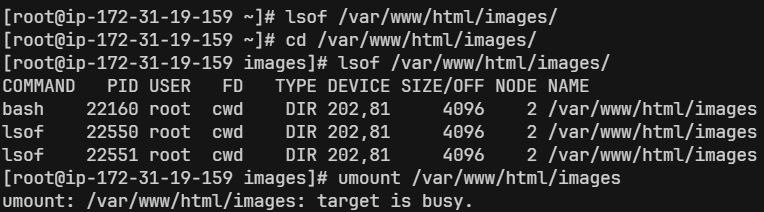 [root@ip-172-31-19-159 ~]# lsof /var/www/html/images/
[root@ip-172-31-19-159 ~]# cd /var/www/html/images/
[root@ip-172-31-19-159 images]# lsof /var/www/html/images/
COMMAND   PID USER   FD   TYPE DEVICE SIZE/OFF NODE NAME
bash    22160 root  cwd    DIR 202,81     4096    2 /var/www/html/images
lsof    22550 root  cwd    DIR 202,81     4096    2 /var/www/html/images
lsof    22551 root  cwd    DIR 202,81     4096    2 /var/www/html/images
[root@ip-172-31-19-159 images]# umount /var/www/html/images
umount: /var/www/html/images: target is busy.